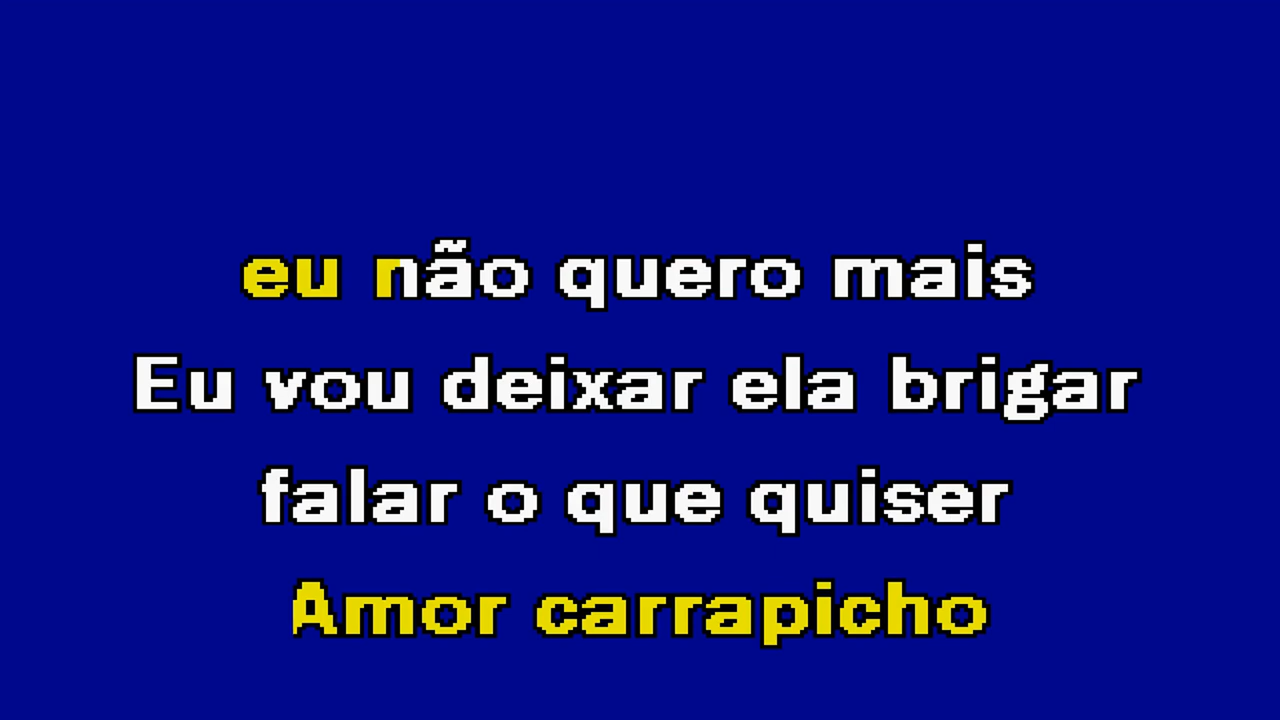 eu não quero mais
Eu vou deixar ela brigar
falar o que quiser
Amor carrapicho